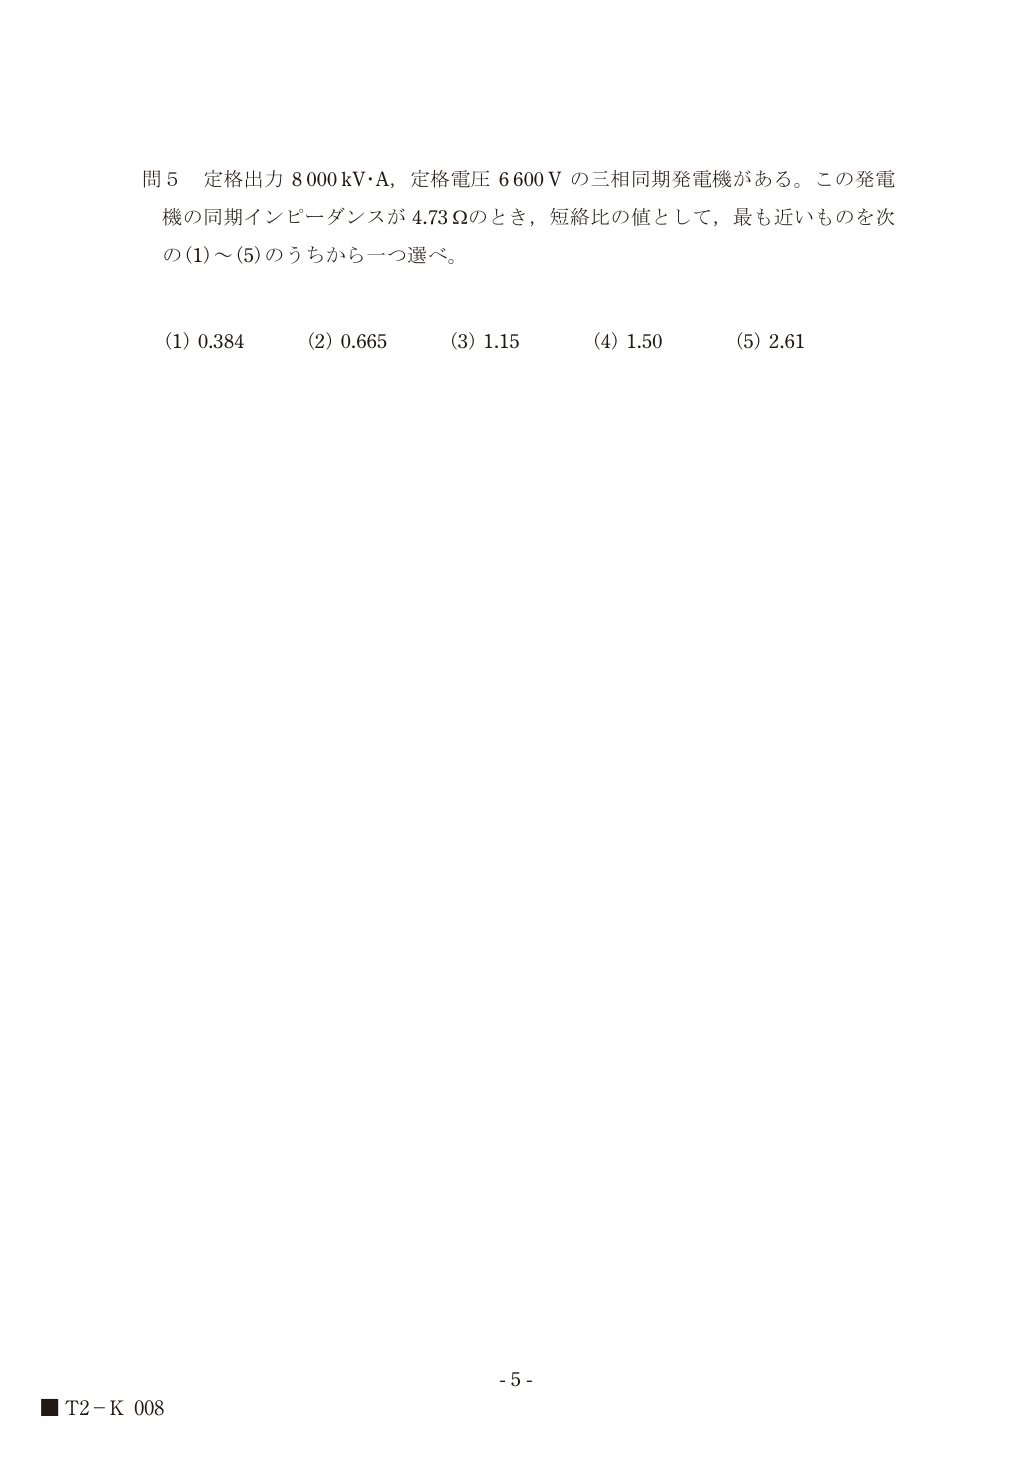 問５　定格出力 8 000 kV·A，定格電圧 6 600 V の三相同期発電機がある。この発電
機の同期インピーダンスが 4.73 Ωのとき，短絡比の値として，最も近いものを次
の(1)～(5)のうちから一つ選べ。
(1) 0.384　(2) 0.665　(3) 1.15　(4) 1.50　(5) 2.61
- 5 -
■ T2−K 008